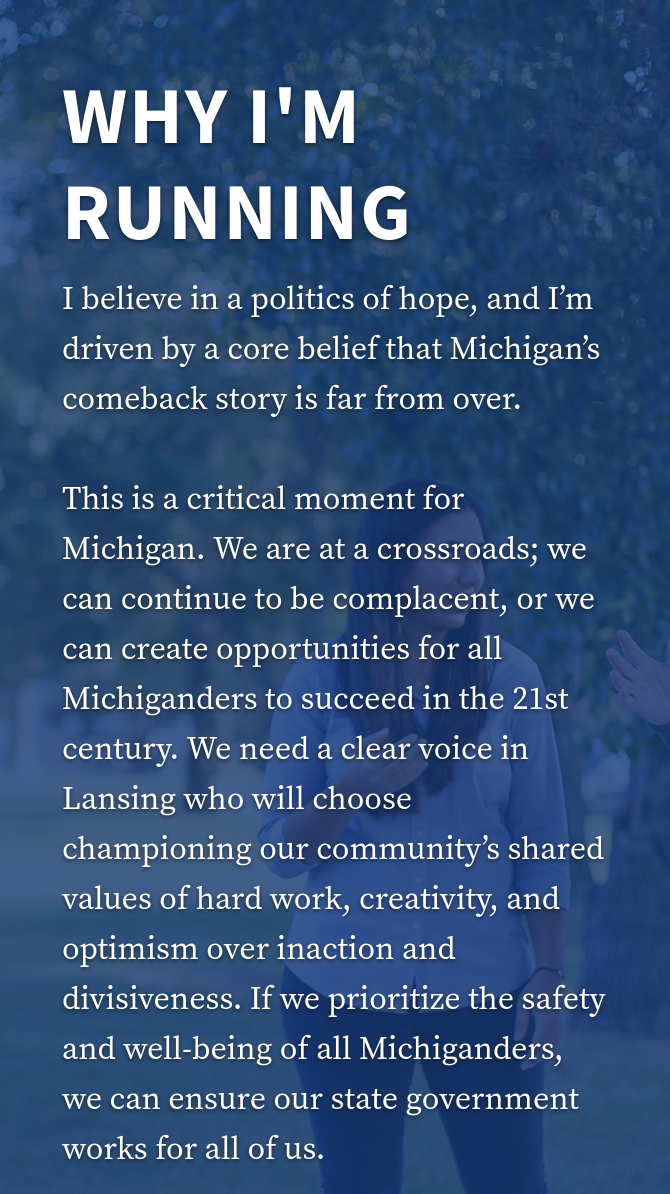 WHY I'M
RUNNING
I believe in a politics of hope, and I’m
driven by a core belief that Michigan’s
comeback story is far from over.
This is a critical moment for
Michigan. We are at a crossroads; we
can continue to be complacent, or we
can create opportunities for all
Michiganders to succeed in the 21st
century. We need a clear voice in
Lansing who will choose
championing our community’s shared
values of hard work, creativity, and
optimism over inaction and
divisiveness. If we prioritize the safety
and well-being of all Michiganders,
we can ensure our state government
works for all of us.